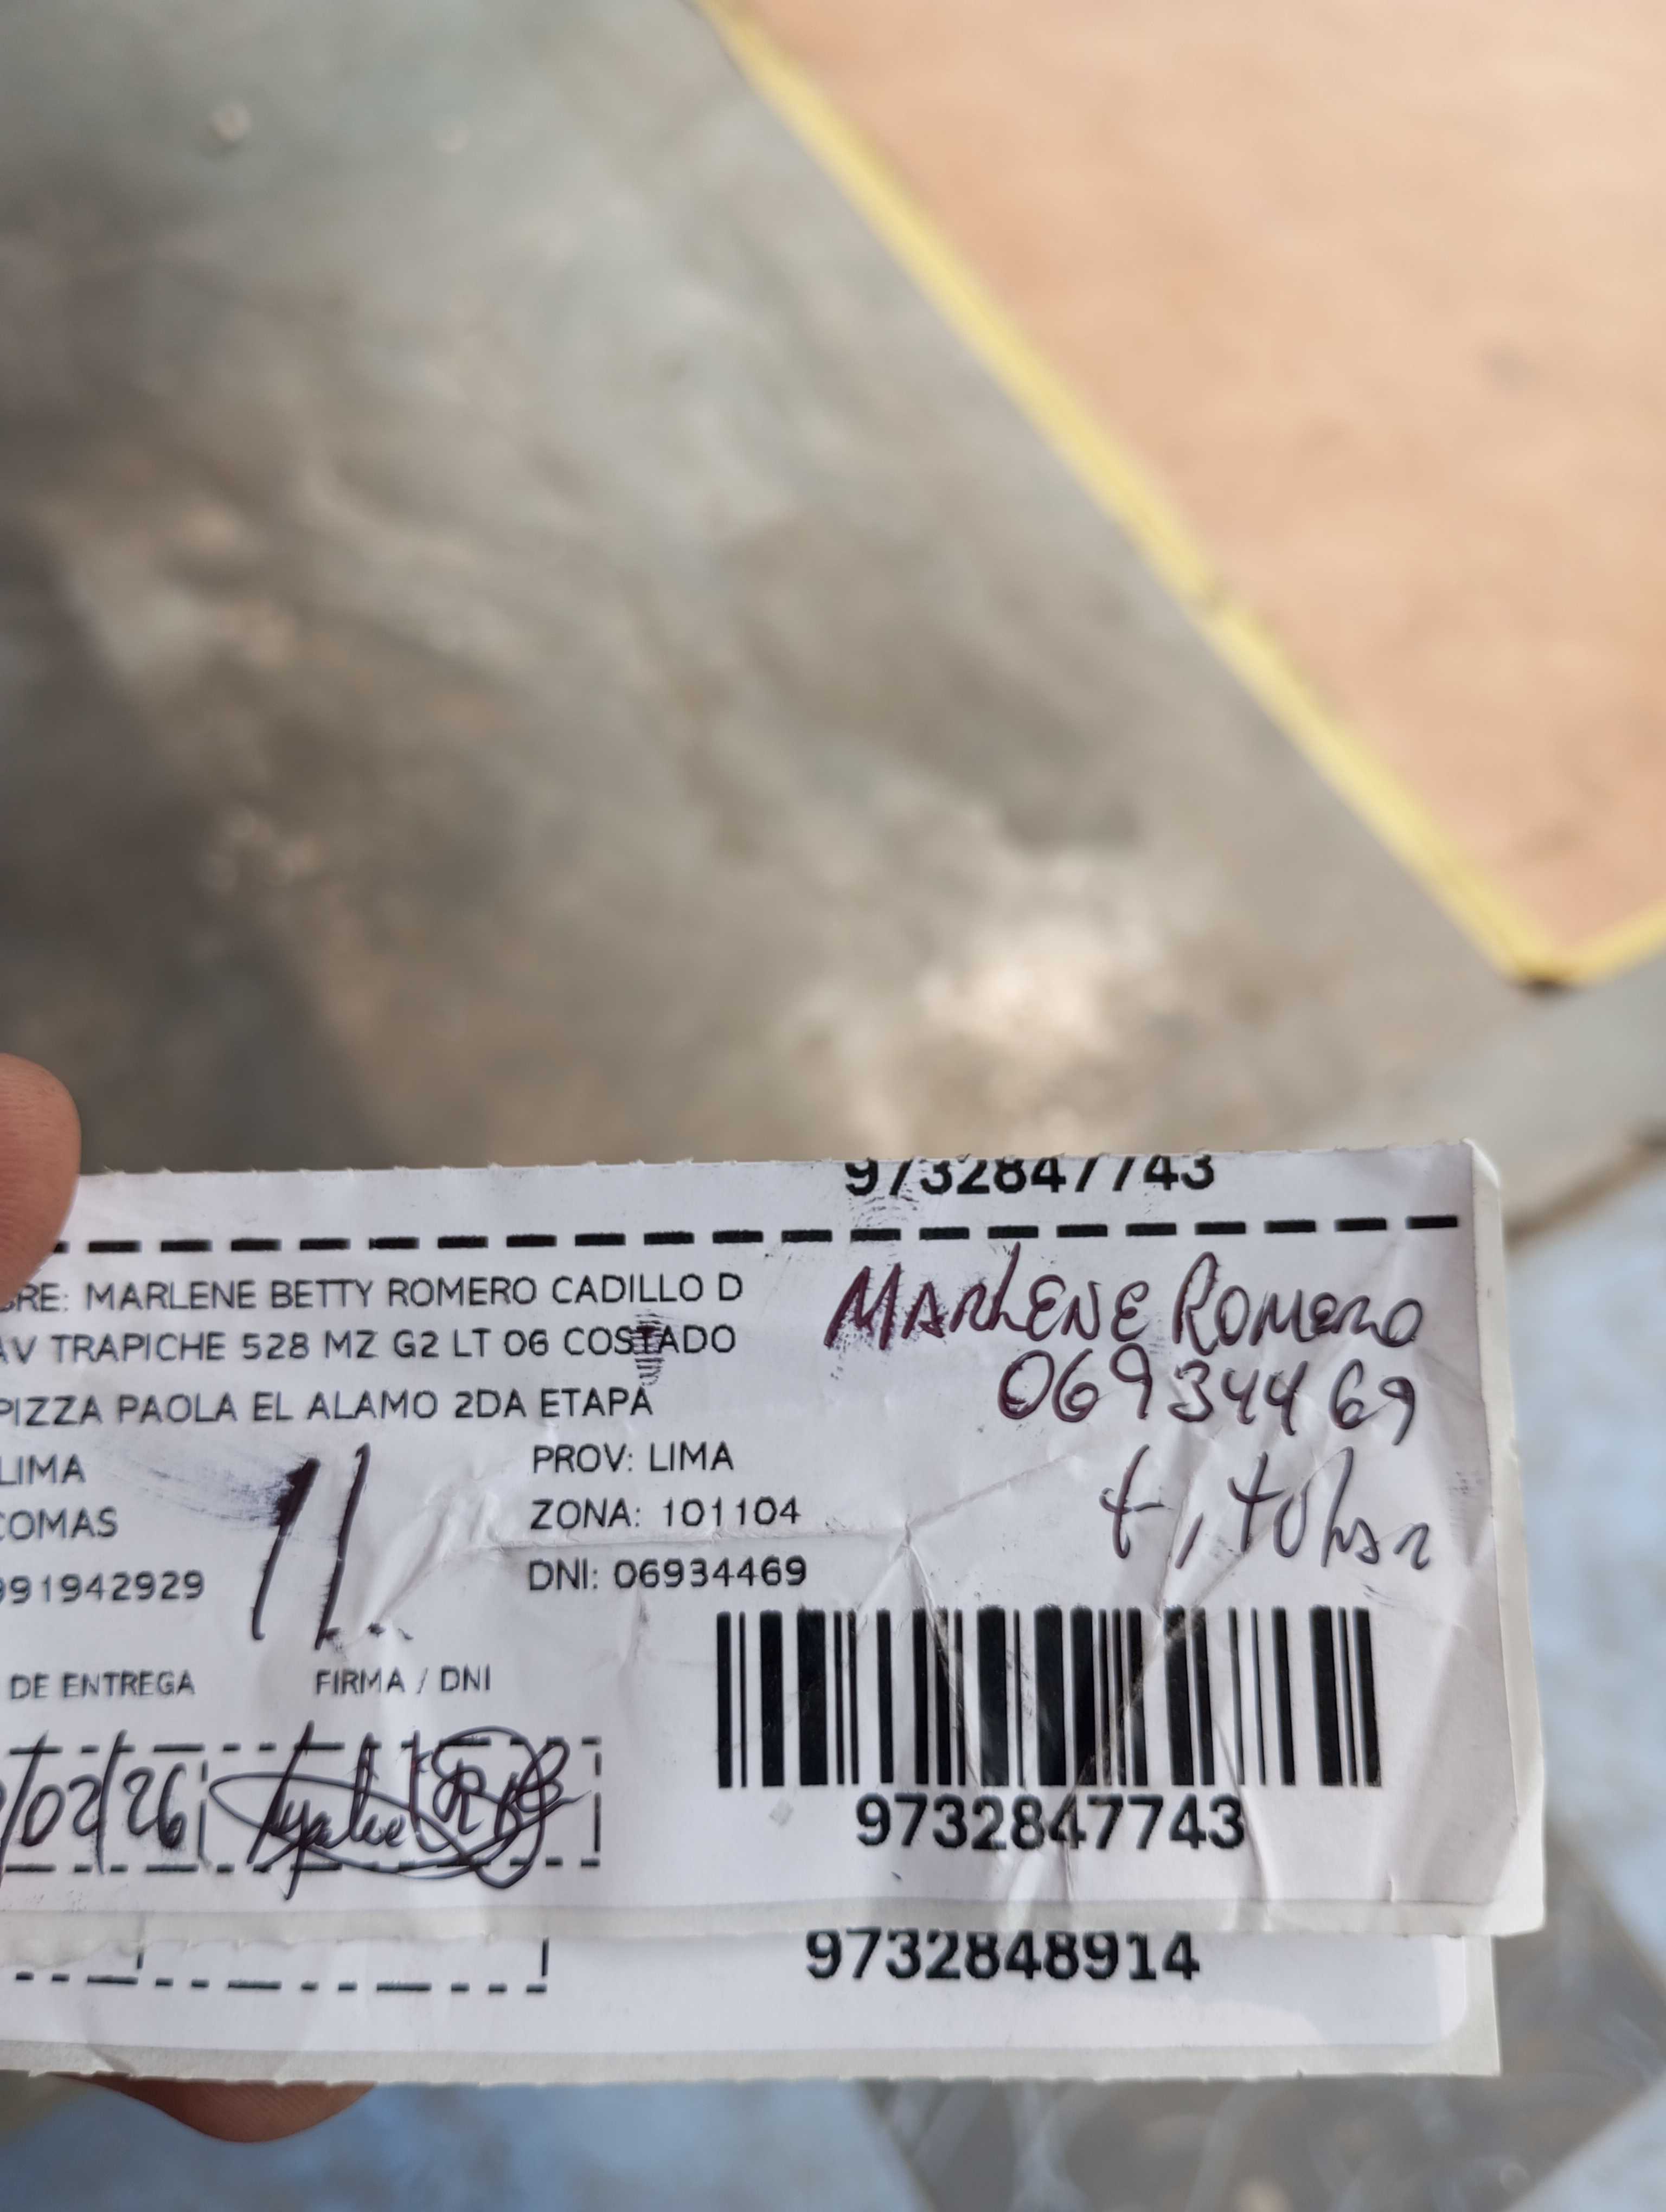 9732847743
BRE: MARLENE BETTY ROMERO CADILLO D
AV TRAPICHE 528 MZ G2 LT 06 COSTADO
PIZZA PAOLA EL ALAMO 2DA ETAPA
LIMA
PROV: LIMA
COMAS
ZONA: 101104
991942929
DNI: 06934469
MARLENE ROMERO
06934469
DE ENTREGA
FIRMA / DNI
/02/26
9732847743
9732848914